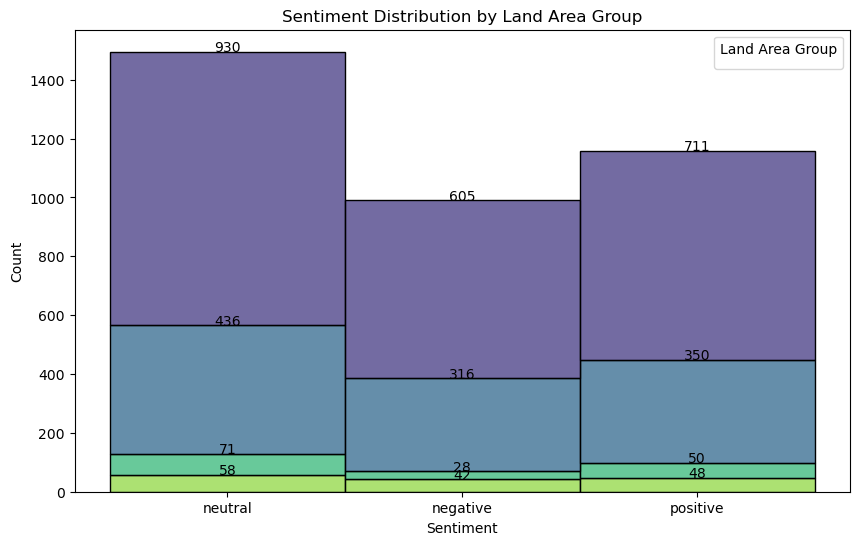 Sentiment Distribution by Land Area Group
Land Area Group
Count
1400
1200
1000
800
600
400
200
0
930
436
71
58
605
316
28
42
711
350
50
48
neutral
negative
positive
Sentiment